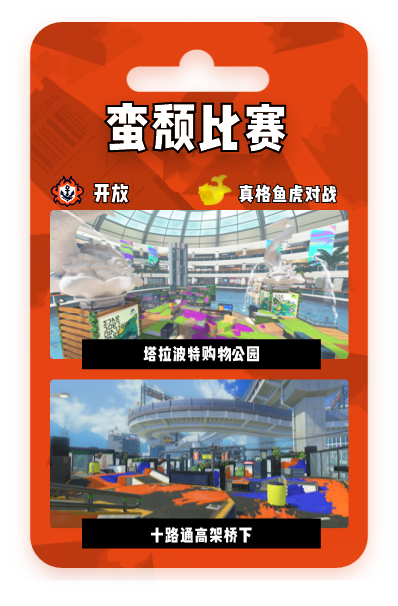 蛮颓比赛
开放
真格鱼虎对战
塔拉波特购物公园
十路通高架桥下